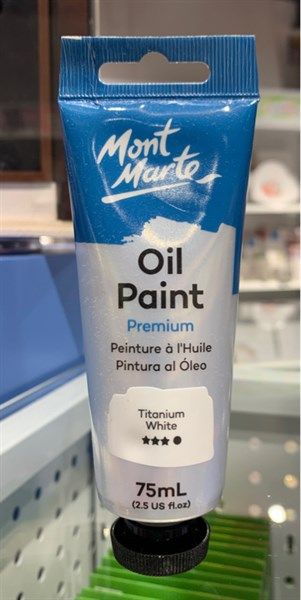 Mont
Marte
Oil
Paint
Premium
Peinture à l'Huile
Pintura al Óleo
Titanium
White
★★★●
75mL
(2.5 US fl.oz)